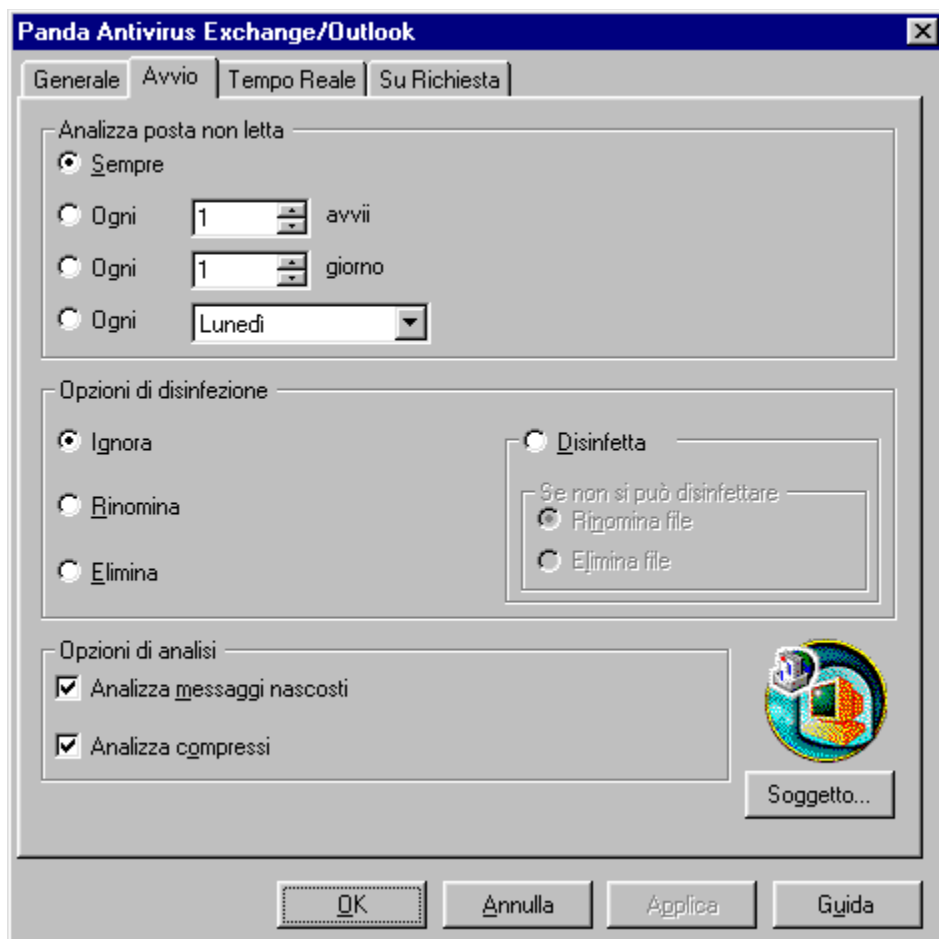 Panda Antivirus Exchange/Outlook
Generale Avvio Tempo Reale Su Richiesta
Analizza posta non letta
Sempre
Ogni 1 avvii
Ogni 1 giorno
Ogni Lunedì
Opzioni di disinfezione
Ignora
Disinfetta
Se non si può disinfettare
Rinomina
Rinomina file
Elimina file
Elimina
Opzioni di analisi
Analizza messaggi nascosti
Analizza compressi
Soggetto...
OK Annulla Applica Guida